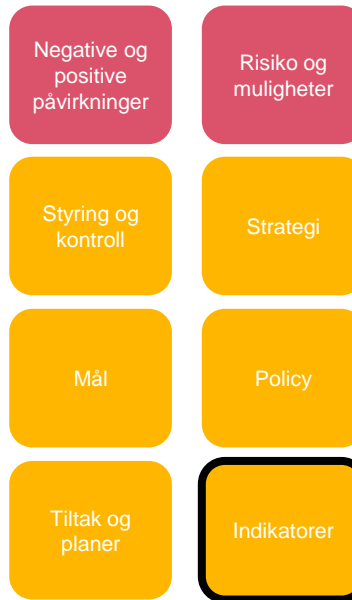 Negative og
positive
påvirkninger
Risiko og
muligheter
Styring og
kontroll
Strategi
Mål
Policy
Tiltak og
planer
Indikatorer